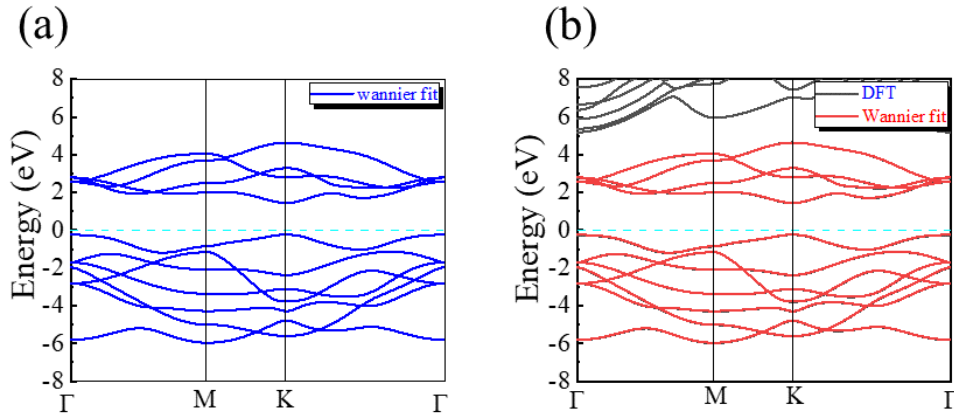 (a)
(b)
8
6
4
2
0
-2
-4
-6
-8
Energy (eV)
wannier fit
Γ
M
K
Γ
8
6
4
2
0
-2
-4
-6
-8
Energy (eV)
DFT
Wannier fit
Γ
M
K
Γ